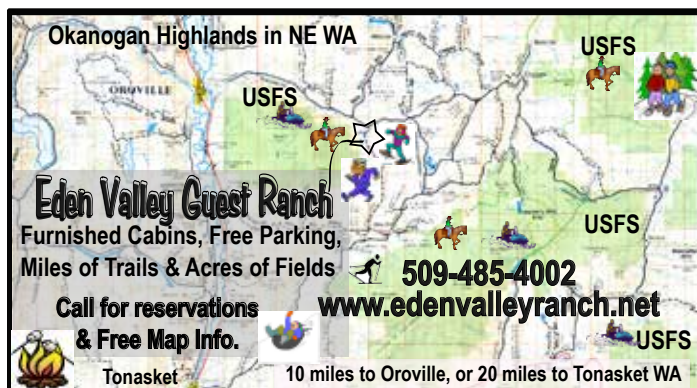 Okanogan Highlands in NE WA
USFS
OROVILLE
USFS
Eden Valley Guest Ranch
Furnished Cabins, Free Parking,
USFS
Miles of Trails & Acres of Fields
509-485-4002
Call for reservations
www.edenvalleyranch.net
& Free Map Info.
USFS
Tonasket
10 miles to Oroville, or 20 miles to Tonasket WA